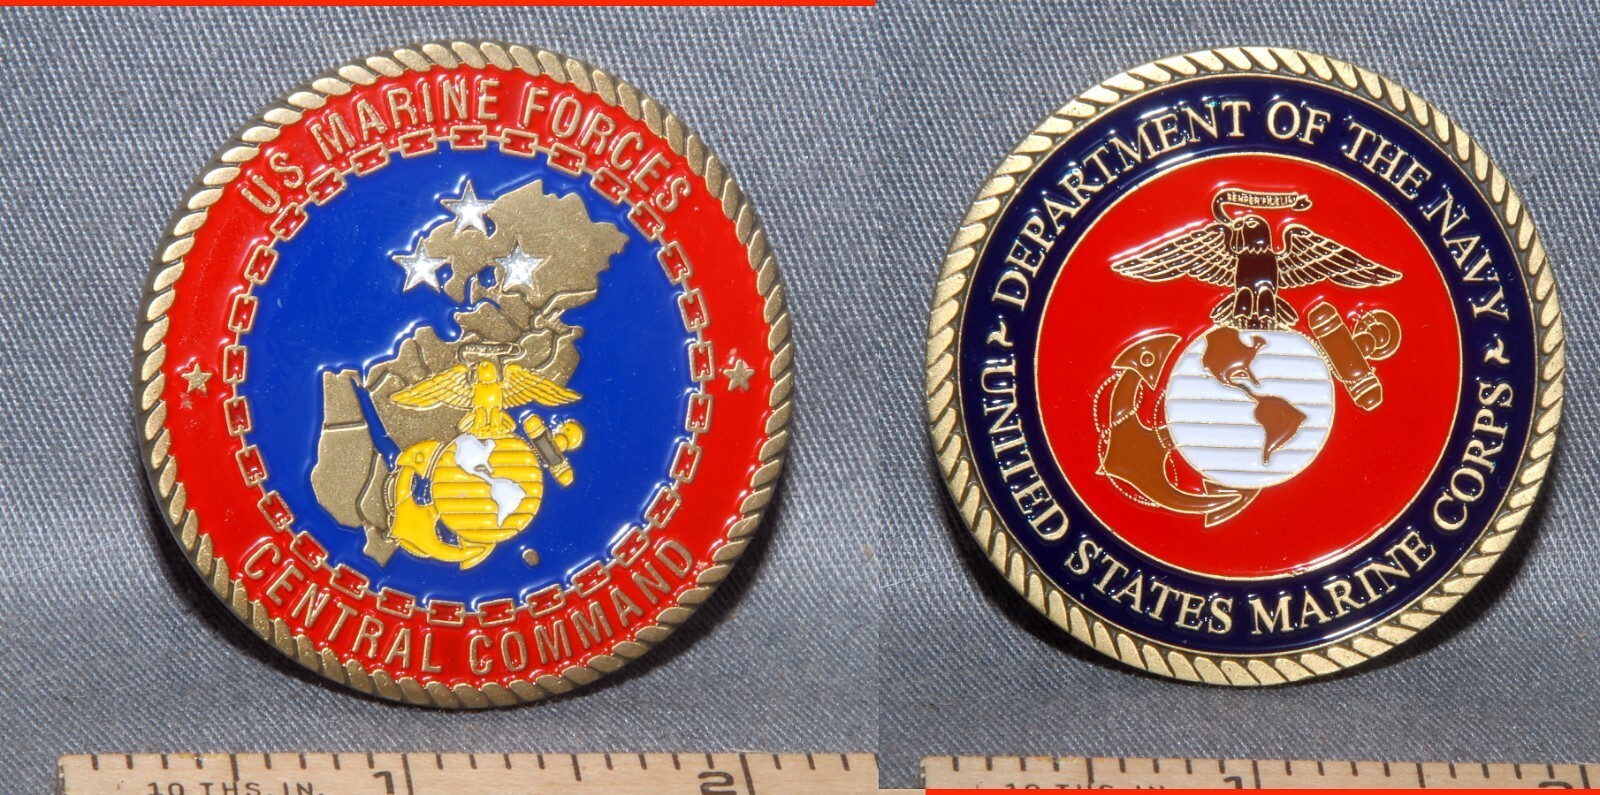 US MARINE FORCES
CENTRAL COMMAND
DEPARTMENT OF THE NAVY
SEMPER FIDELIS
UNITED STATES MARINE CORPS
10 THS. IN. 1 2
1 2